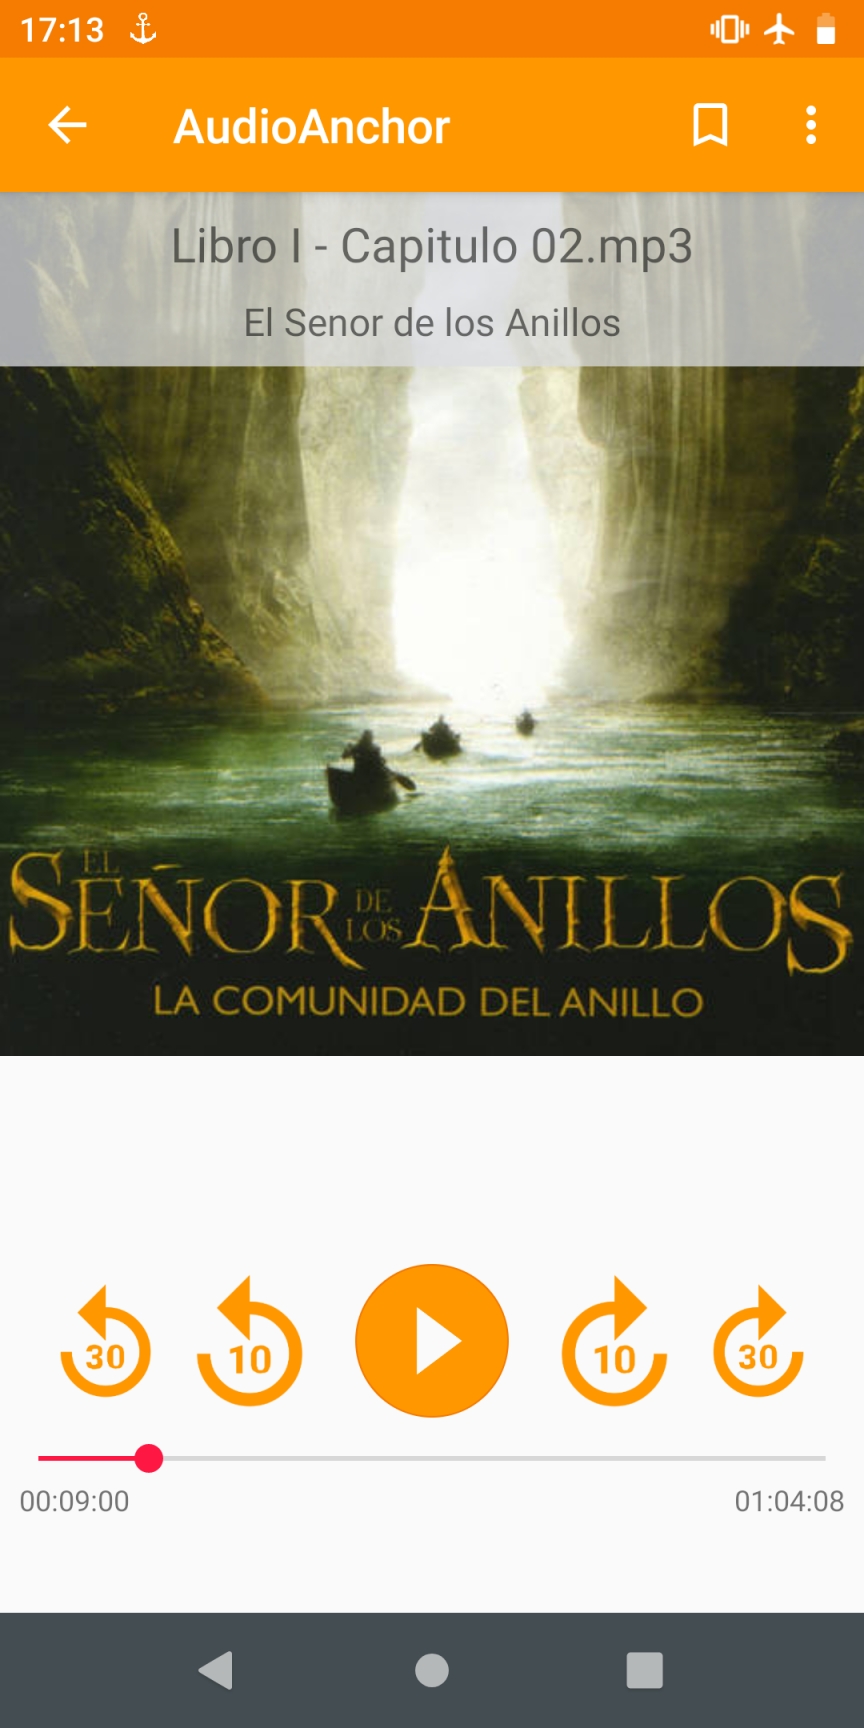 17:13
AudioAnchor
Libro I - Capitulo 02.mp3
El Senor de los Anillos
EL
SEÑOR DE LOS ANILLOS
LA COMUNIDAD DEL ANILLO
30 10 10 30
00:09:00 01:04:08